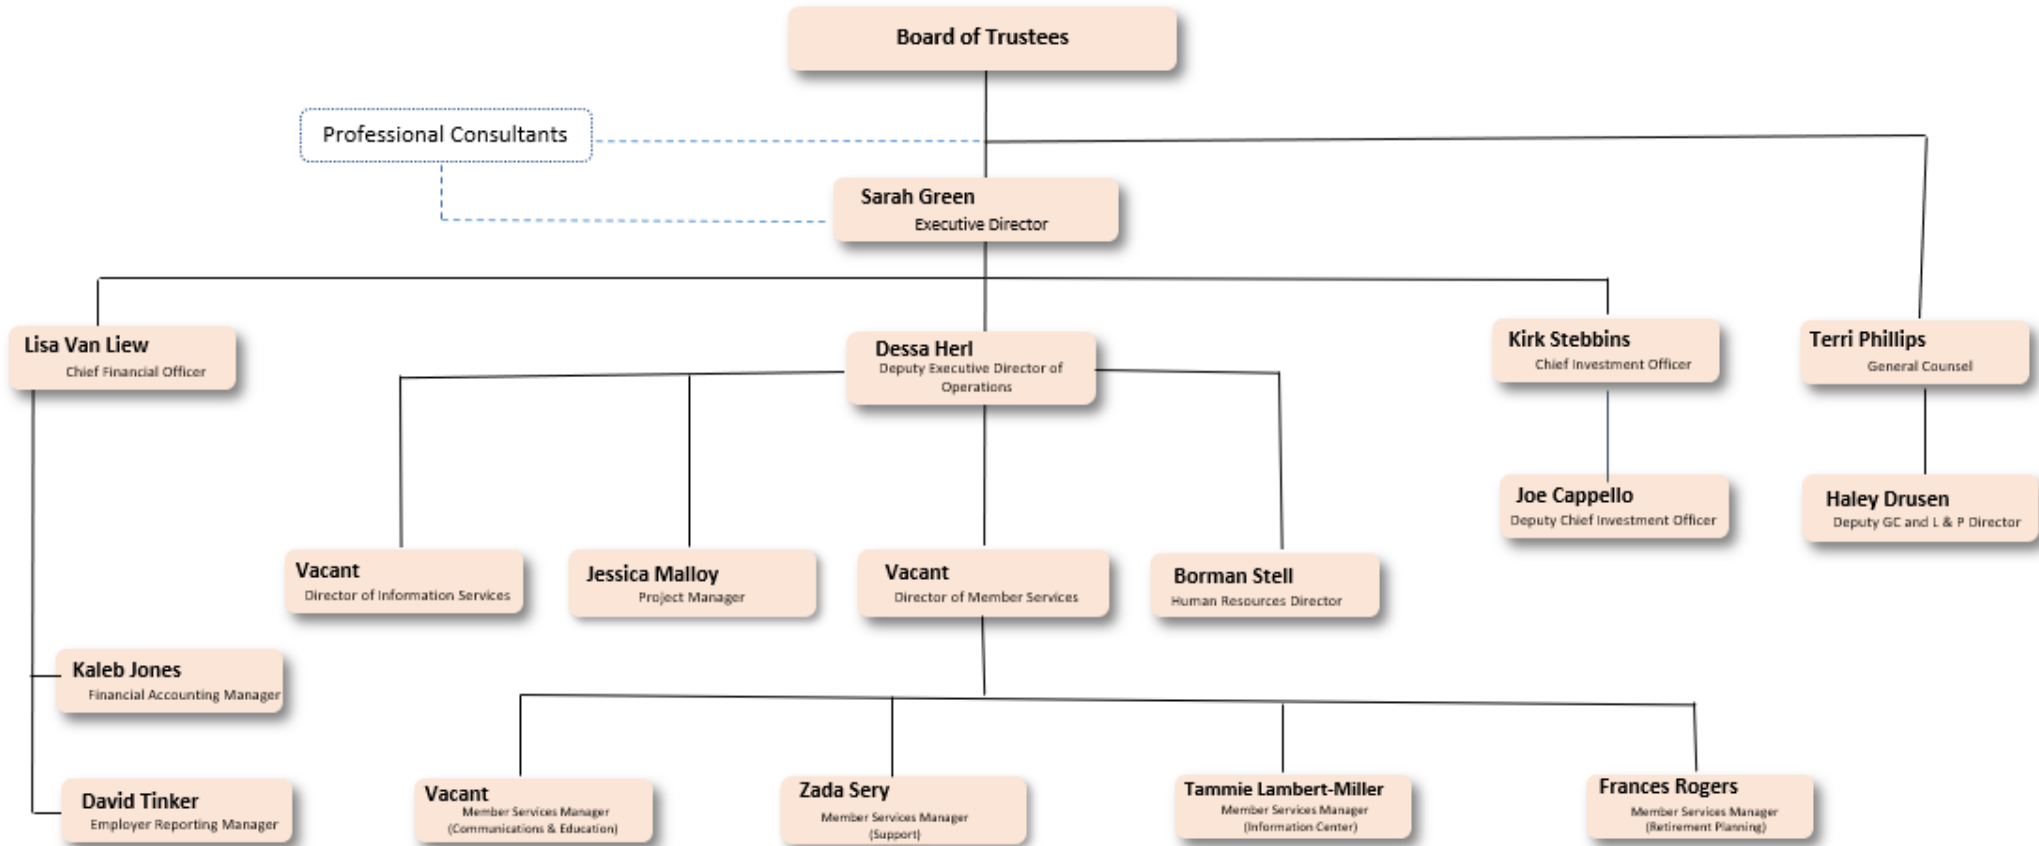 Board of Trustees
Professional Consultants
Sarah Green
Executive Director
Lisa Van Liew
Chief Financial Officer
Dessa Herl
Deputy Executive Director of
Operations
Kirk Stebbins
Chief Investment Officer
Terri Phillips
General Counsel
Joe Cappello
Deputy Chief Investment Officer
Haley Drusen
Deputy GC and L & P Director
Vacant
Director of Information Services
Jessica Malloy
Project Manager
Vacant
Director of Member Services
Borman Stell
Human Resources Director
Kaleb Jones
Financial Accounting Manager
David Tinker
Employer Reporting Manager
Vacant
Member Services Manager
(Communications & Education)
Zada Sery
Member Services Manager
(Support)
Tammie Lambert-Miller
Member Services Manager
(Information Center)
Frances Rogers
Member Services Manager
(Retirement Planning)